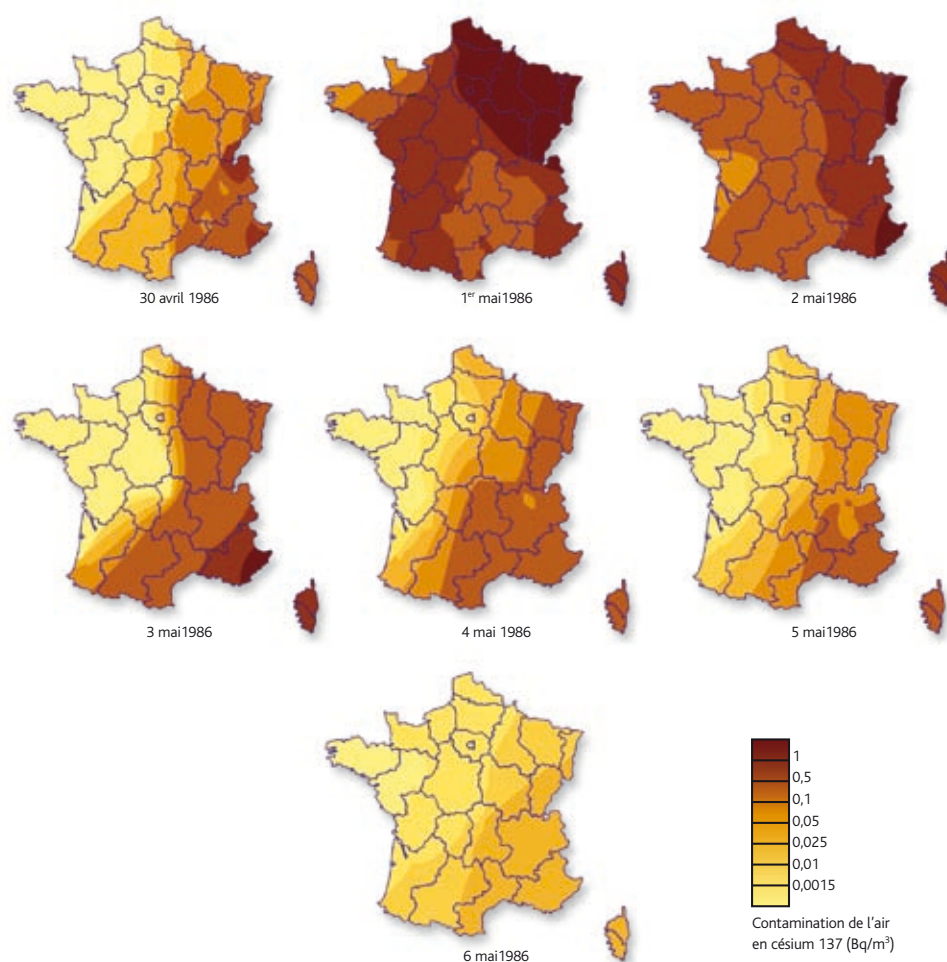 30 avril 1986
1er mai1986
2 mai1986
3 mai1986
4 mai 1986
5 mai1986
6 mai1986
1
0,5
0,1
0,05
0,025
0,01
0,0015
Contamination de l'air
en césium 137 (Bq/m³)